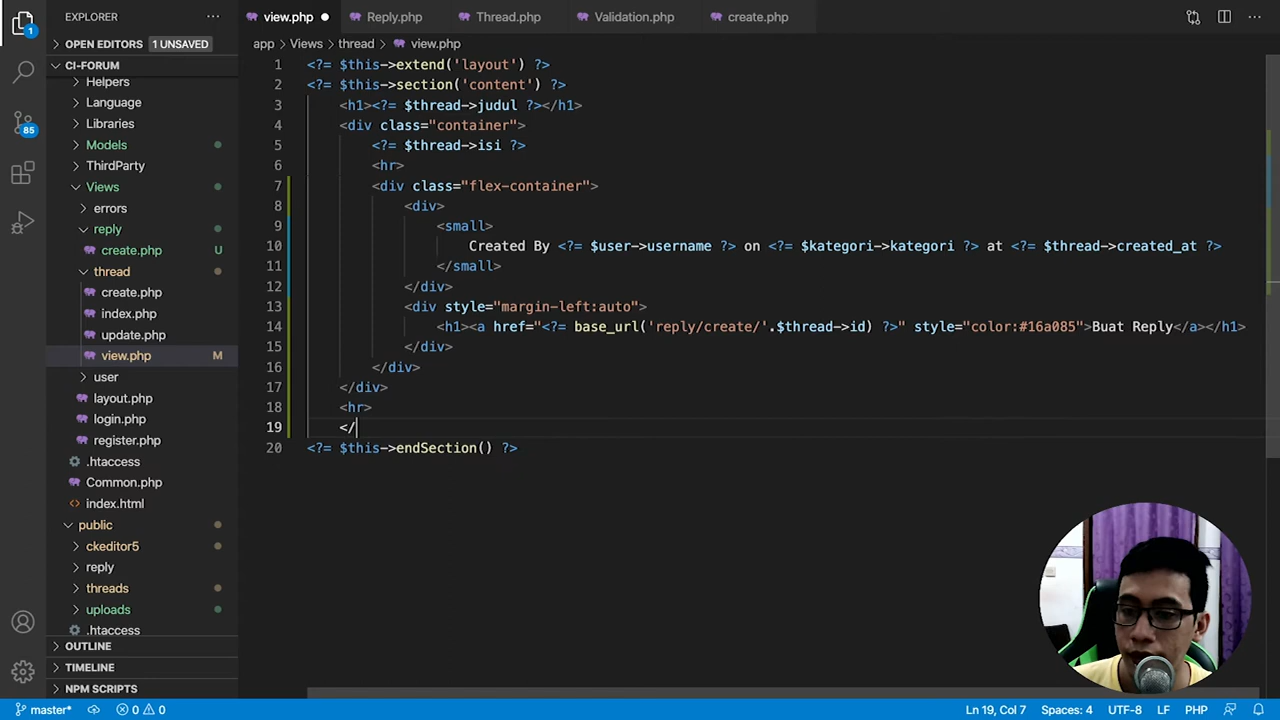 EXPLORER
view.php
Reply.php
Thread.php
Validation.php
create.php
OPEN EDITORS 1 UNSAVED
app > Views > thread > view.php
CI-FORUM
Helpers
Language
Libraries
Models
ThirdParty
Views
errors
reply
create.php U
thread
create.php
index.php
update.php
view.php M
user
layout.php
login.php
register.php
.htaccess
Common.php
index.html
public
ckeditor5
reply
threads
uploads
.htaccess
OUTLINE
TIMELINE
NPM SCRIPTS
1
85
1 <?= $this->extend('layout') ?>
2 <?= $this->section('content') ?>
3 <h1><?= $thread->judul ?></h1>
4 <div class="container">
5 <?= $thread->isi ?>
6 <hr>
7 <div class="flex-container">
8 <div>
9 <small>
10 Created By <?= $user->username ?> on <?= $kategori->kategori ?> at <?= $thread->created_at ?>
11 </small>
12 </div>
13 <div style="margin-left:auto">
14 <h1><a href="<?= base_url('reply/create/'.$thread->id) ?>" style="color:#16a085">Buat Reply</a></h1>
15 </div>
16 </div>
17 </div>
18 <hr>
19 </
20 <?= $this->endSection() ?>
master* 0 0 Ln 19, Col 7 Spaces: 4 UTF-8 LF PHP